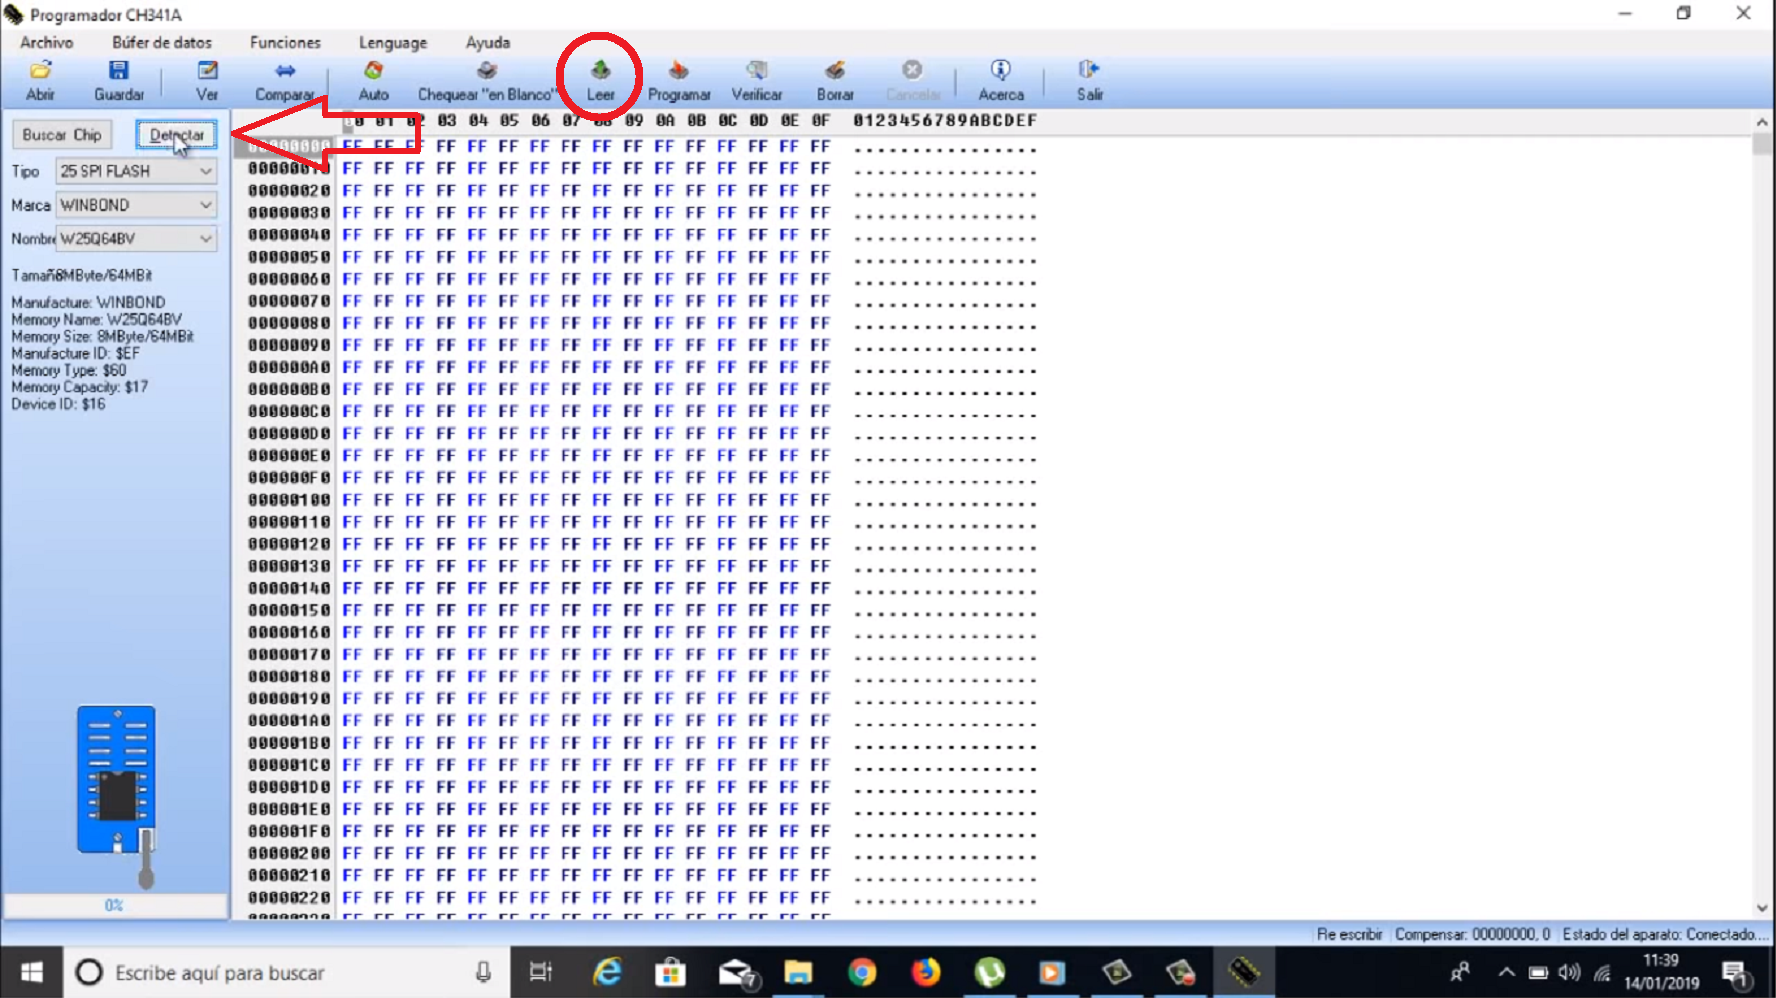 Programador CH341A
Archivo Búfer de datos Funciones Lenguage Ayuda
Abrir Guardar Ver Comparar Auto Chequear "en Blanco" Leer Programar Verificar Borrar Cancelar Acerca Salir
Buscar Chip Detectar
Tipo 25 SPI FLASH
Marca WINBOND
Nombre W25Q64BV
Tamañ8MByte/64MBit
Manufacture: WINBOND
Memory Name: W25Q64BV
Memory Size: 8MByte/64MBit
Manufacture ID: $EF
Memory Type: $60
Memory Capacity: $17
Device ID: $16
0%
01 02 03 04 05 06 07 08 09 0A 0B 0C 0D 0E 0F 0123456789ABCDEF
00000000 FF FF FF FF FF FF FF FF FF FF FF FF FF FF FF FF ................
00000010 FF FF FF FF FF FF FF FF FF FF FF FF FF FF FF FF ................
00000020 FF FF FF FF FF FF FF FF FF FF FF FF FF FF FF FF ................
00000030 FF FF FF FF FF FF FF FF FF FF FF FF FF FF FF FF ................
00000040 FF FF FF FF FF FF FF FF FF FF FF FF FF FF FF FF ................
00000050 FF FF FF FF FF FF FF FF FF FF FF FF FF FF FF FF ................
00000060 FF FF FF FF FF FF FF FF FF FF FF FF FF FF FF FF ................
00000070 FF FF FF FF FF FF FF FF FF FF FF FF FF FF FF FF ................
00000080 FF FF FF FF FF FF FF FF FF FF FF FF FF FF FF FF ................
00000090 FF FF FF FF FF FF FF FF FF FF FF FF FF FF FF FF ................
000000A0 FF FF FF FF FF FF FF FF FF FF FF FF FF FF FF FF ................
000000B0 FF FF FF FF FF FF FF FF FF FF FF FF FF FF FF FF ................
000000C0 FF FF FF FF FF FF FF FF FF FF FF FF FF FF FF FF ................
000000D0 FF FF FF FF FF FF FF FF FF FF FF FF FF FF FF FF ................
000000E0 FF FF FF FF FF FF FF FF FF FF FF FF FF FF FF FF ................
000000F0 FF FF FF FF FF FF FF FF FF FF FF FF FF FF FF FF ................
00000100 FF FF FF FF FF FF FF FF FF FF FF FF FF FF FF FF ................
00000110 FF FF FF FF FF FF FF FF FF FF FF FF FF FF FF FF ................
00000120 FF FF FF FF FF FF FF FF FF FF FF FF FF FF FF FF ................
00000130 FF FF FF FF FF FF FF FF FF FF FF FF FF FF FF FF ................
00000140 FF FF FF FF FF FF FF FF FF FF FF FF FF FF FF FF ................
00000150 FF FF FF FF FF FF FF FF FF FF FF FF FF FF FF FF ................
00000160 FF FF FF FF FF FF FF FF FF FF FF FF FF FF FF FF ................
00000170 FF FF FF FF FF FF FF FF FF FF FF FF FF FF FF FF ................
00000180 FF FF FF FF FF FF FF FF FF FF FF FF FF FF FF FF ................
00000190 FF FF FF FF FF FF FF FF FF FF FF FF FF FF FF FF ................
000001A0 FF FF FF FF FF FF FF FF FF FF FF FF FF FF FF FF ................
000001B0 FF FF FF FF FF FF FF FF FF FF FF FF FF FF FF FF ................
000001C0 FF FF FF FF FF FF FF FF FF FF FF FF FF FF FF FF ................
000001D0 FF FF FF FF FF FF FF FF FF FF FF FF FF FF FF FF ................
000001E0 FF FF FF FF FF FF FF FF FF FF FF FF FF FF FF FF ................
000001F0 FF FF FF FF FF FF FF FF FF FF FF FF FF FF FF FF ................
00000200 FF FF FF FF FF FF FF FF FF FF FF FF FF FF FF FF ................
00000210 FF FF FF FF FF FF FF FF FF FF FF FF FF FF FF FF ................
00000220 FF FF FF FF FF FF FF FF FF FF FF FF FF FF FF FF ................
Re escribir Compensar: 00000000, 0 Estado del aparato: Conectado....
Escribe aquí para buscar
7
11:39
14/01/2019
1